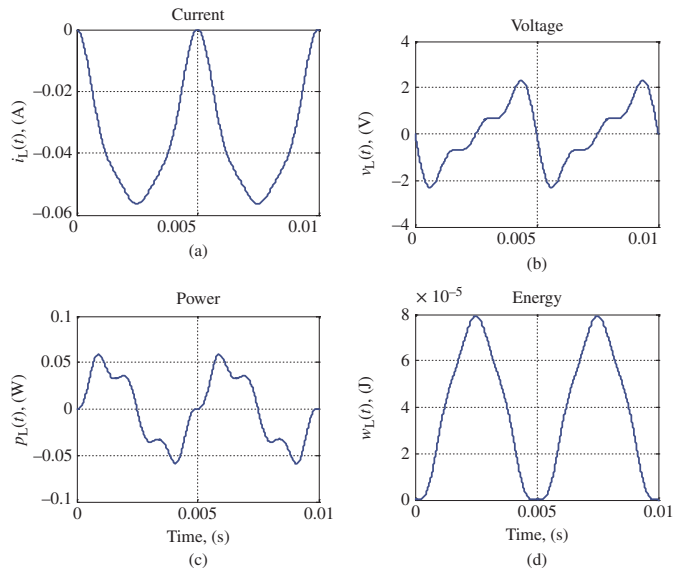 Current
0
−0.02
−0.04
−0.06
0
0.005
0.01
i_L(t), (A)
(a)
Voltage
4
2
0
−2
−4
0
0.005
0.01
v_L(t), (V)
(b)
Power
0.1
0.05
0
−0.05
−0.1
0
0.005
0.01
p_L(t), (W)
Time, (s)
(c)
× 10⁻⁵
Energy
8
6
4
2
0
0
0.005
0.01
w_L(t), (J)
Time, (s)
(d)